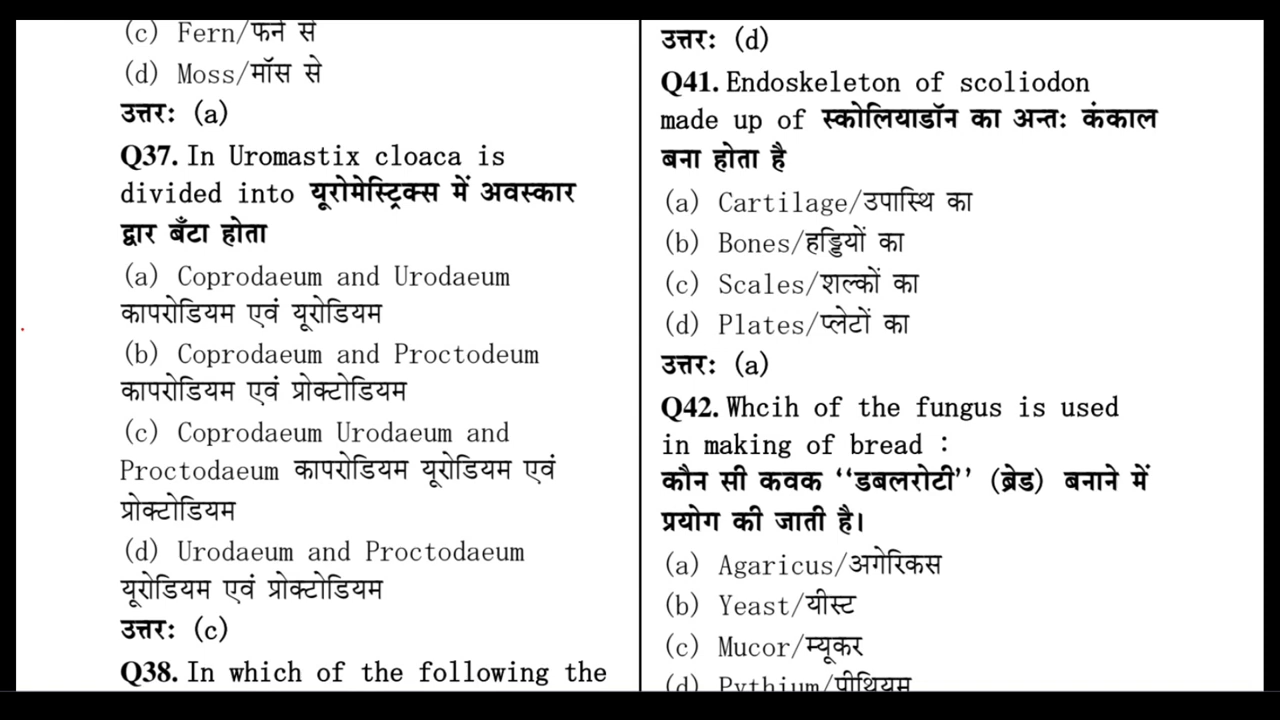 (c) Fern/फर्न से
(d) Moss/मॉस से
उत्तरः (a)
Q37. In Uromastix cloaca is
divided into यूरोमेस्ट्रिक्स में अवस्कार
द्वार बँटा होता
(a) Coprodaeum and Urodaeum
कापरोडियम एवं यूरोडियम
(b) Coprodaeum and Proctodeum
कापरोडियम एवं प्रोक्टोडियम
(c) Coprodaeum Urodaeum and
Proctodaeum कापरोडियम यूरोडियम एवं
प्रोक्टोडियम
(d) Urodaeum and Proctodaeum
यूरोडियम एवं प्रोक्टोडियम
उत्तरः (c)
Q38. In which of the following the
उत्तरः (d)
Q41. Endoskeleton of scoliodon
made up of स्कोलियाडॉन का अन्तः कंकाल
बना होता है
(a) Cartilage/उपास्थि का
(b) Bones/हड्डियों का
(c) Scales/शल्कों का
(d) Plates/प्लेटों का
उत्तरः (a)
Q42. Whcih of the fungus is used
in making of bread :
कौन सी कवक ‘‘डबलरोटी’’ (ब्रेड) बनाने में
प्रयोग की जाती है।
(a) Agaricus/अगेरिकस
(b) Yeast/यीस्ट
(c) Mucor/म्यूकर
(d) Pythium/पीथियम